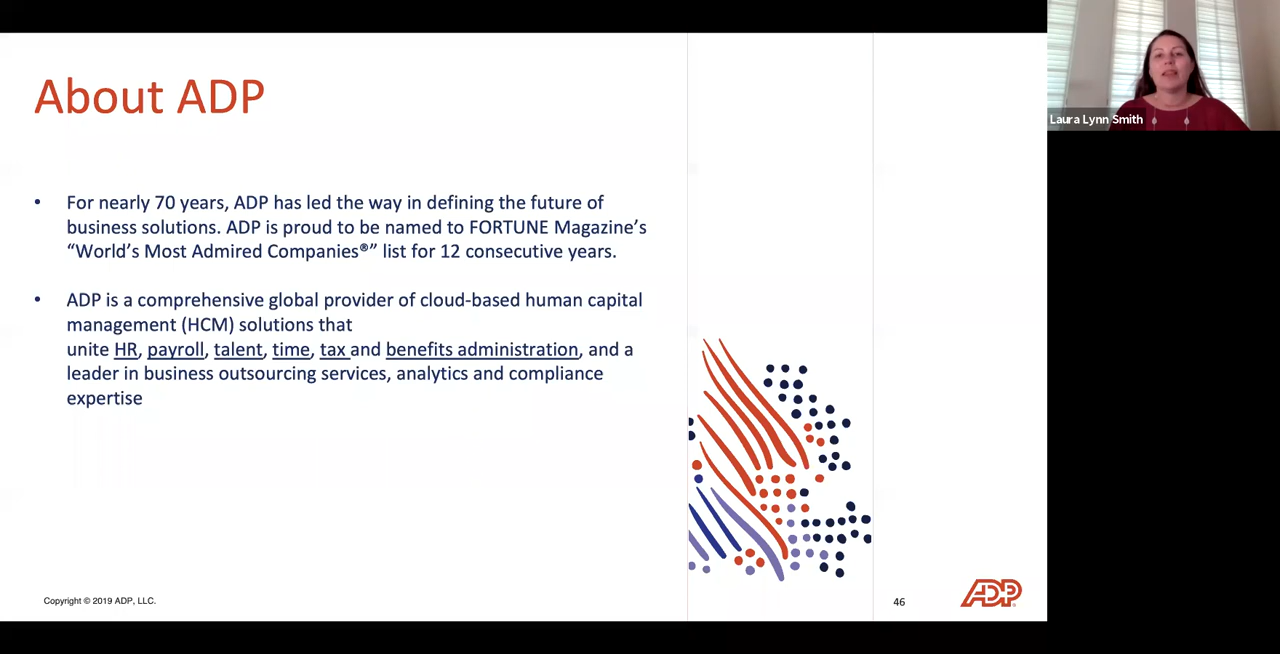 About ADP
• For nearly 70 years, ADP has led the way in defining the future of
business solutions. ADP is proud to be named to FORTUNE Magazine’s
“World’s Most Admired Companies®” list for 12 consecutive years.
• ADP is a comprehensive global provider of cloud-based human capital
management (HCM) solutions that
unite HR, payroll, talent, time, tax and benefits administration, and a
leader in business outsourcing services, analytics and compliance
expertise
Copyright © 2019 ADP, LLC.
46
ADP
Laura Lynn Smith